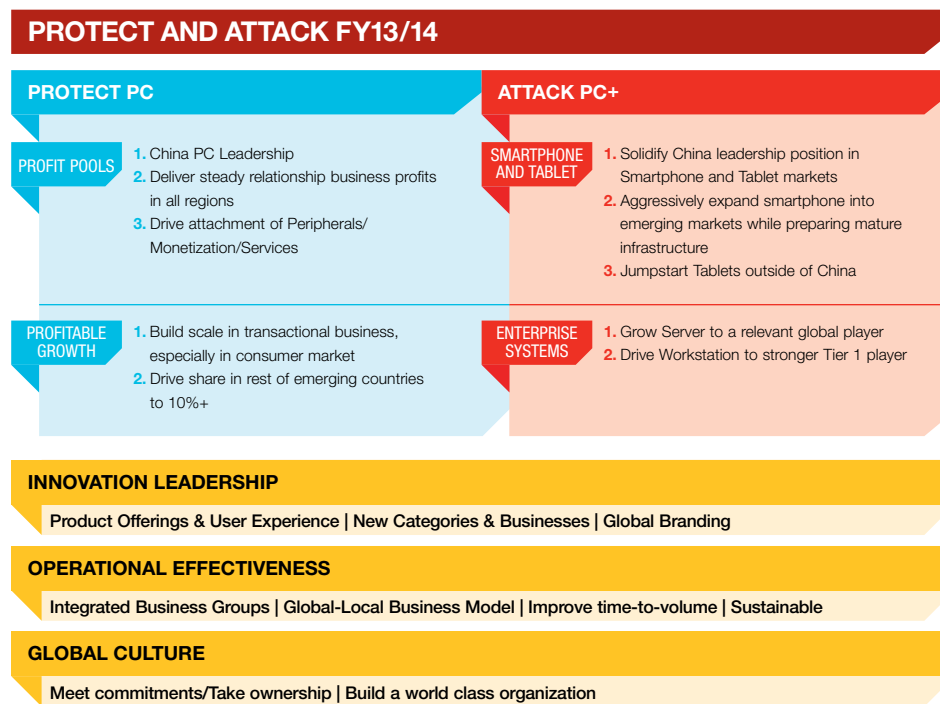 PROTECT AND ATTACK FY13/14
PROTECT PC
PROFIT POOLS
1. China PC Leadership
2. Deliver steady relationship business profits
in all regions
3. Drive attachment of Peripherals/
Monetization/Services
PROFITABLE
GROWTH
1. Build scale in transactional business,
especially in consumer market
2. Drive share in rest of emerging countries
to 10%+
ATTACK PC+
SMARTPHONE
AND TABLET
1. Solidify China leadership position in
Smartphone and Tablet markets
2. Aggressively expand smartphone into
emerging markets while preparing mature
infrastructure
3. Jumpstart Tablets outside of China
ENTERPRISE
SYSTEMS
1. Grow Server to a relevant global player
2. Drive Workstation to stronger Tier 1 player
INNOVATION LEADERSHIP
Product Offerings & User Experience | New Categories & Businesses | Global Branding
OPERATIONAL EFFECTIVENESS
Integrated Business Groups | Global-Local Business Model | Improve time-to-volume | Sustainable
GLOBAL CULTURE
Meet commitments/Take ownership | Build a world class organization